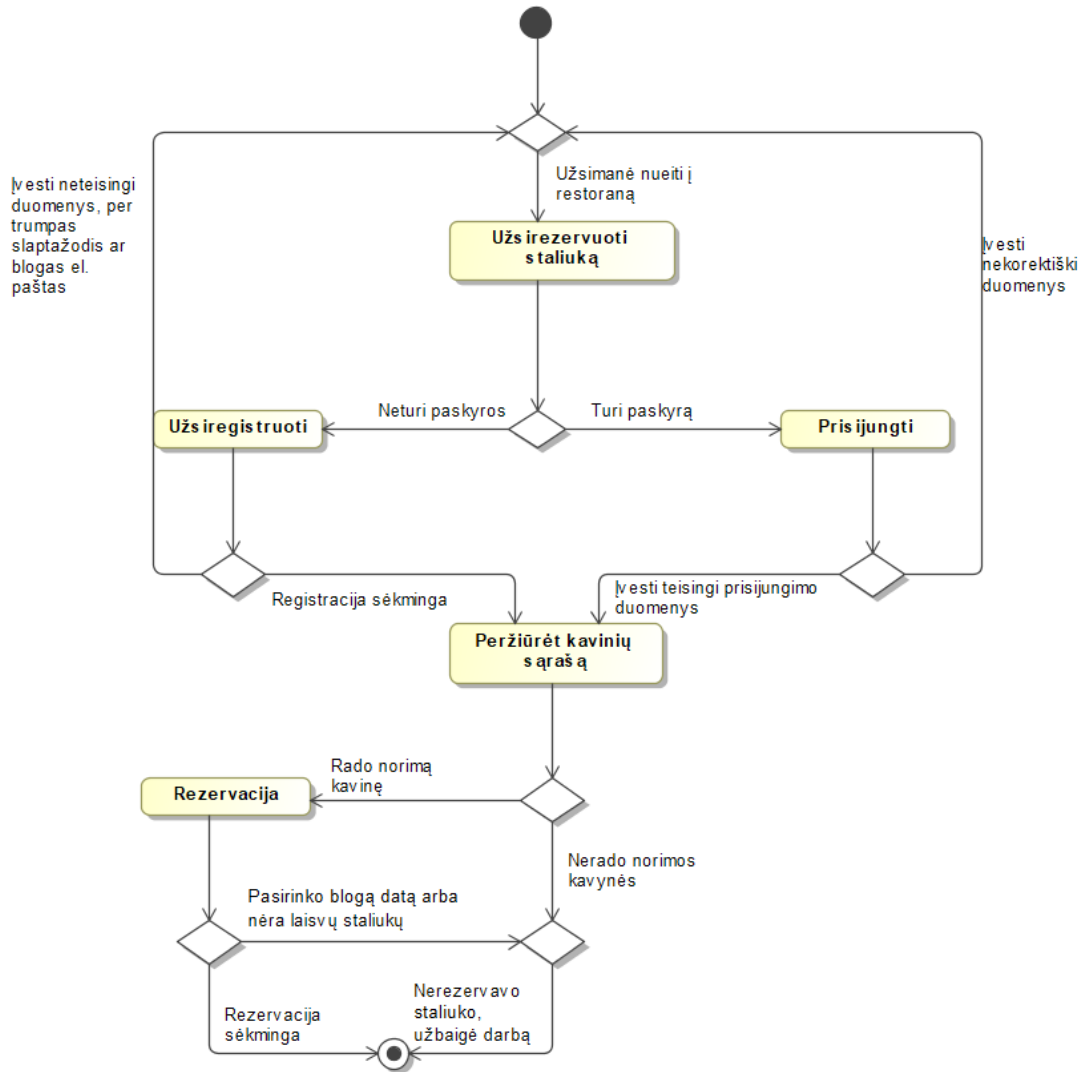 Užsimanė nueiti į
restoraną
Įvesti neteisingi
duomenys, per
trumpas
slaptažodis ar
blogas el.
paštas
Užsirezervuoti
staliuką
Įvesti
nekorektiški
duomenys
Neturi paskyros
Turi paskyrą
Užsiregistruoti
Prisijungti
Registracija sėkminga
Įvesti teisingi prisijungimo
duomenys
Peržiūrėt kavinių
sąrašą
Rado norimą
kavinę
Rezervacija
Nerado norimos
kavynės
Pasirinko blogą datą arba
nėra laisvų staliukų
Rezervacija
sėkminga
Nerezervavo
staliuko,
užbaigė darbą